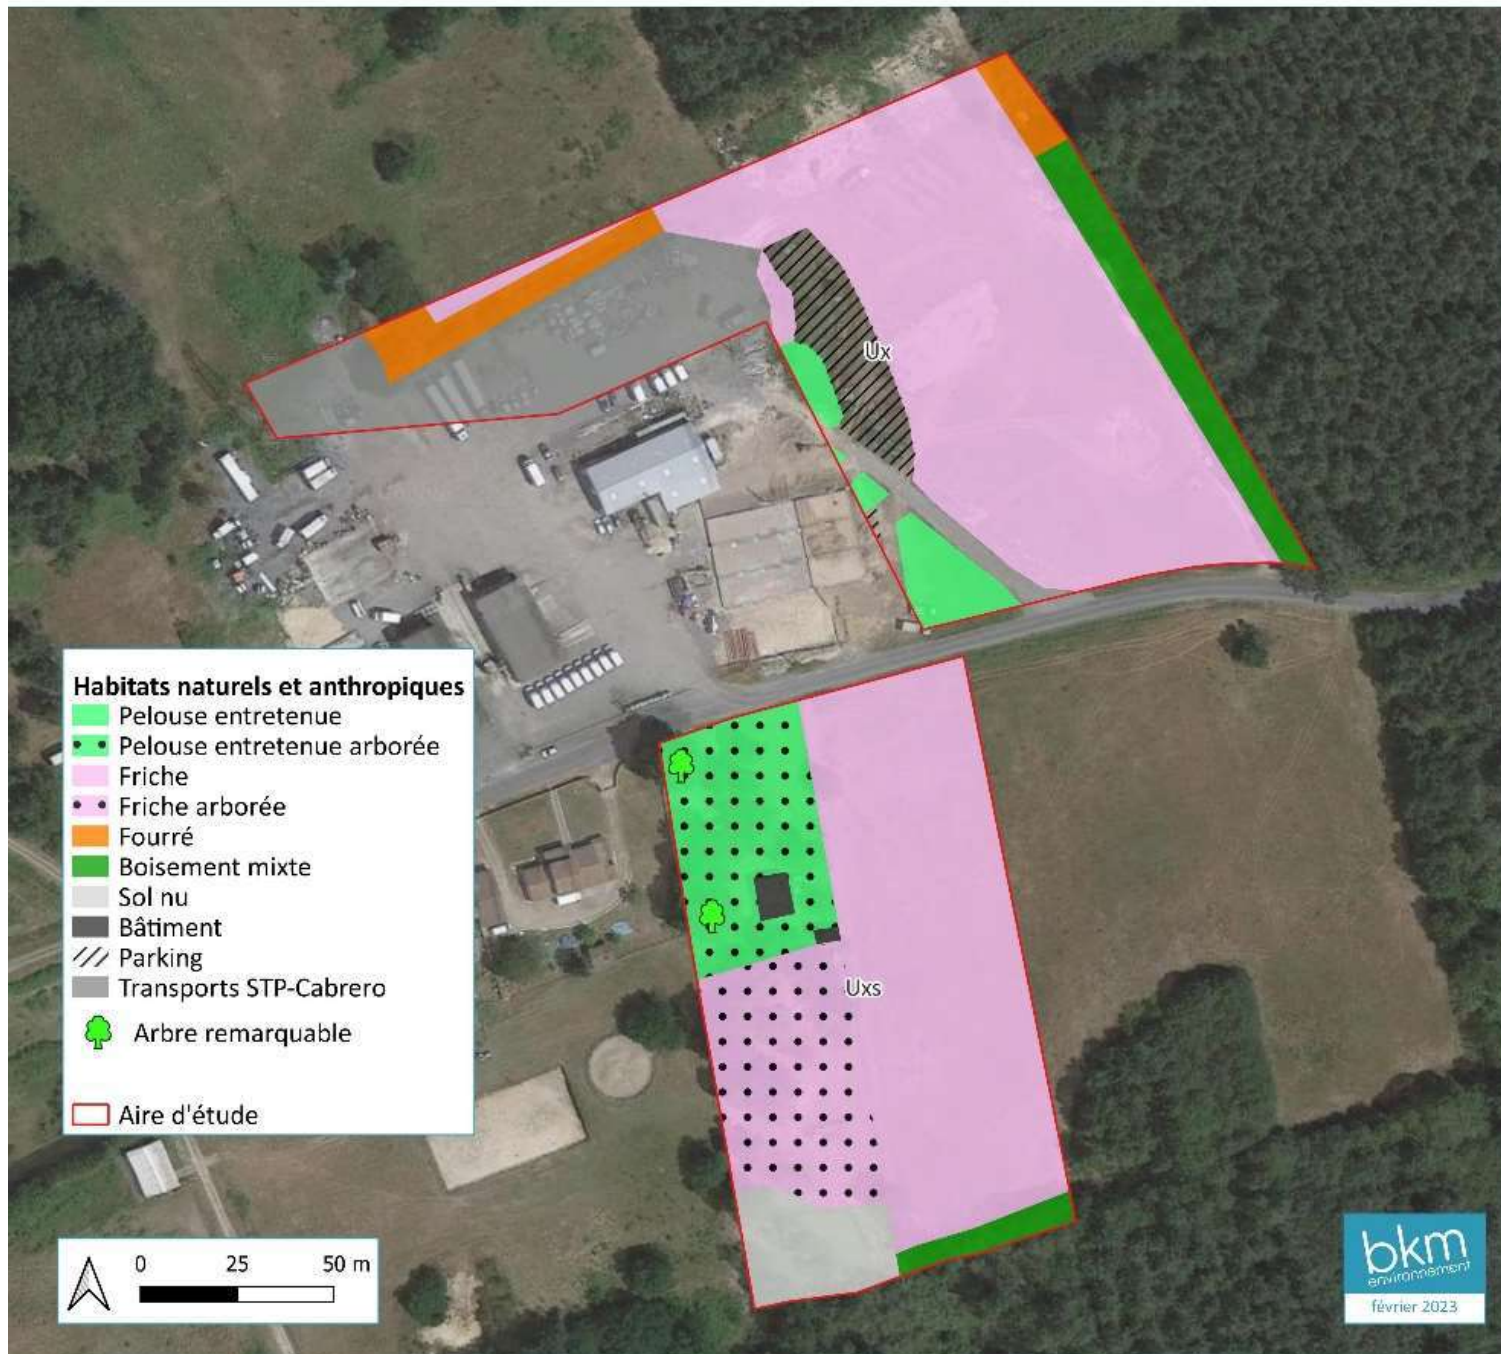 Ux
Habitats naturels et anthropiques
Pelouse entretenue
Pelouse entretenue arborée
Friche
Friche arborée
Fourré
Boisement mixte
Sol nu
Bâtiment
Parking
Transports STP-Cabrero
Arbre remarquable
Aire d'étude
Uxs
0 25 50 m
bkm
environnement
février 2023